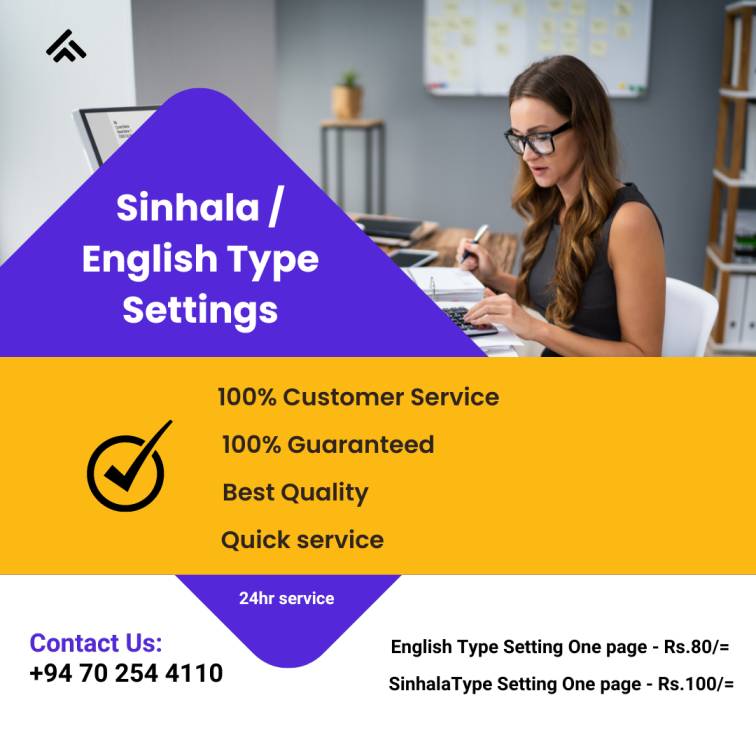 Sinhala /
English Type
Settings
100% Customer Service
100% Guaranteed
Best Quality
Quick service
24hr service
Contact Us:
+94 70 254 4110
English Type Setting One page - Rs.80/=
SinhalaType Setting One page - Rs.100/=